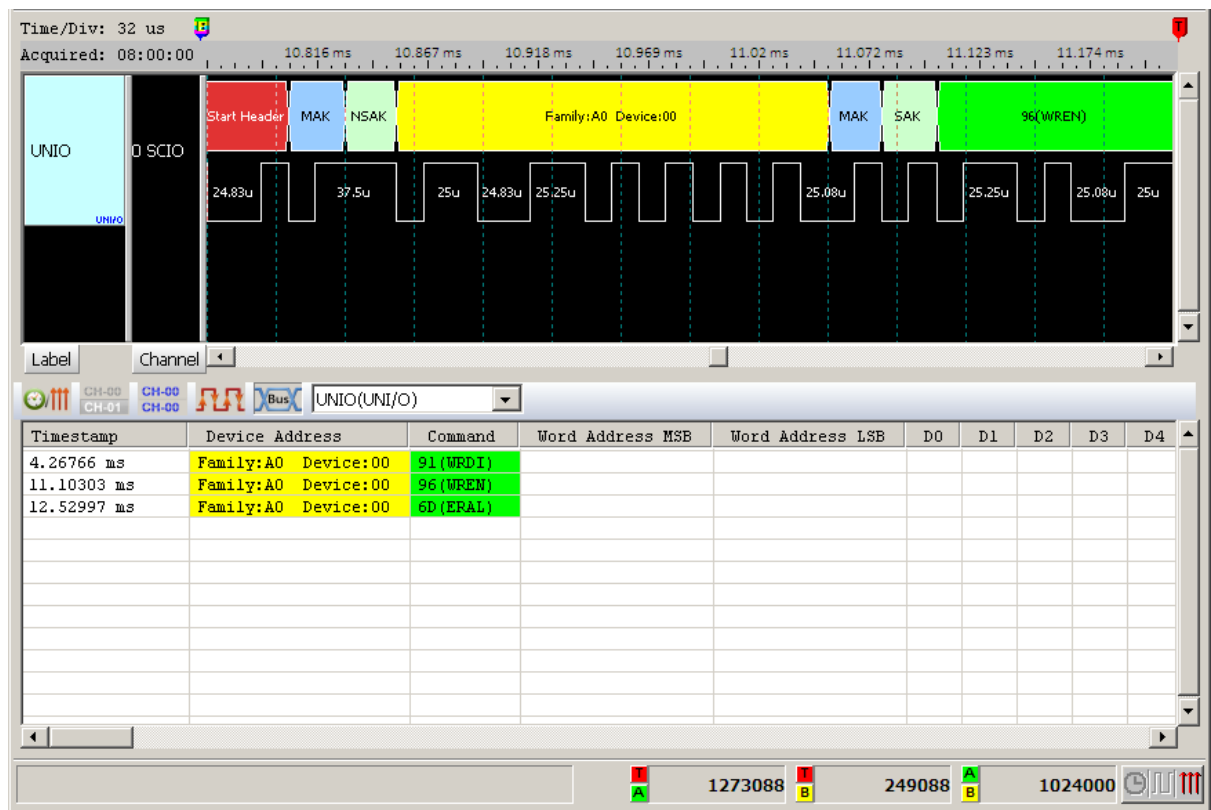 Time/Div: 32 us
Acquired: 08:00:00 10.816 ms 10.867 ms 10.918 ms 10.969 ms 11.02 ms 11.072 ms 11.123 ms 11.174 ms
T
Start Header MAK NSAK Family:A0 Device:00 MAK SAK 96(WREN)
UNIO 0 SCIO
24.83u 37.5u 25u 24.83u 25.25u 25.08u 25.25u 25.08u 25u
UNI/O
Label Channel
CH-00 CH-01 CH-00 CH-00 Bus UNIO(UNI/O)
Timestamp Device Address Command Word Address MSB Word Address LSB D0 D1 D2 D3 D4
4.26766 ms Family:A0 Device:00 91(WRDI)
11.10303 ms Family:A0 Device:00 96(WREN)
12.52997 ms Family:A0 Device:00 6D(ERAL)
T A 1273088 T B 249088 A B 1024000